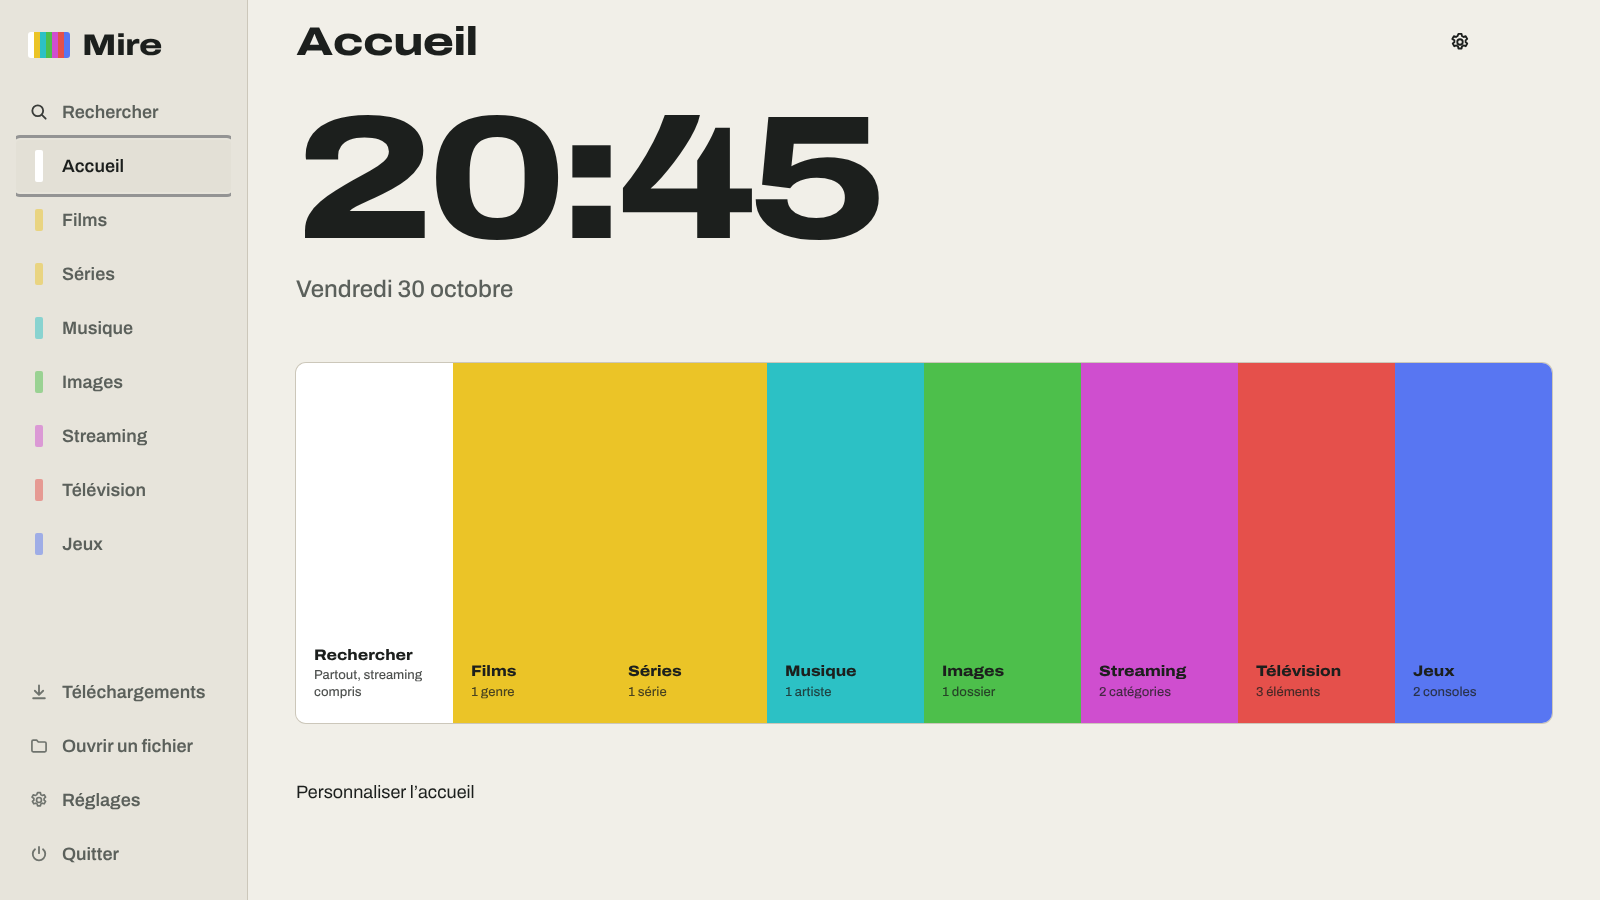 Mire
Rechercher
Accueil
Films
Séries
Musique
Images
Streaming
Télévision
Jeux
Téléchargements
Ouvrir un fichier
Réglages
Quitter
Accueil
20:45
Vendredi 30 octobre
Rechercher
Partout, streaming
compris
Films
1 genre
Séries
1 série
Musique
1 artiste
Images
1 dossier
Streaming
2 catégories
Télévision
3 éléments
Jeux
2 consoles
Personnaliser l’accueil